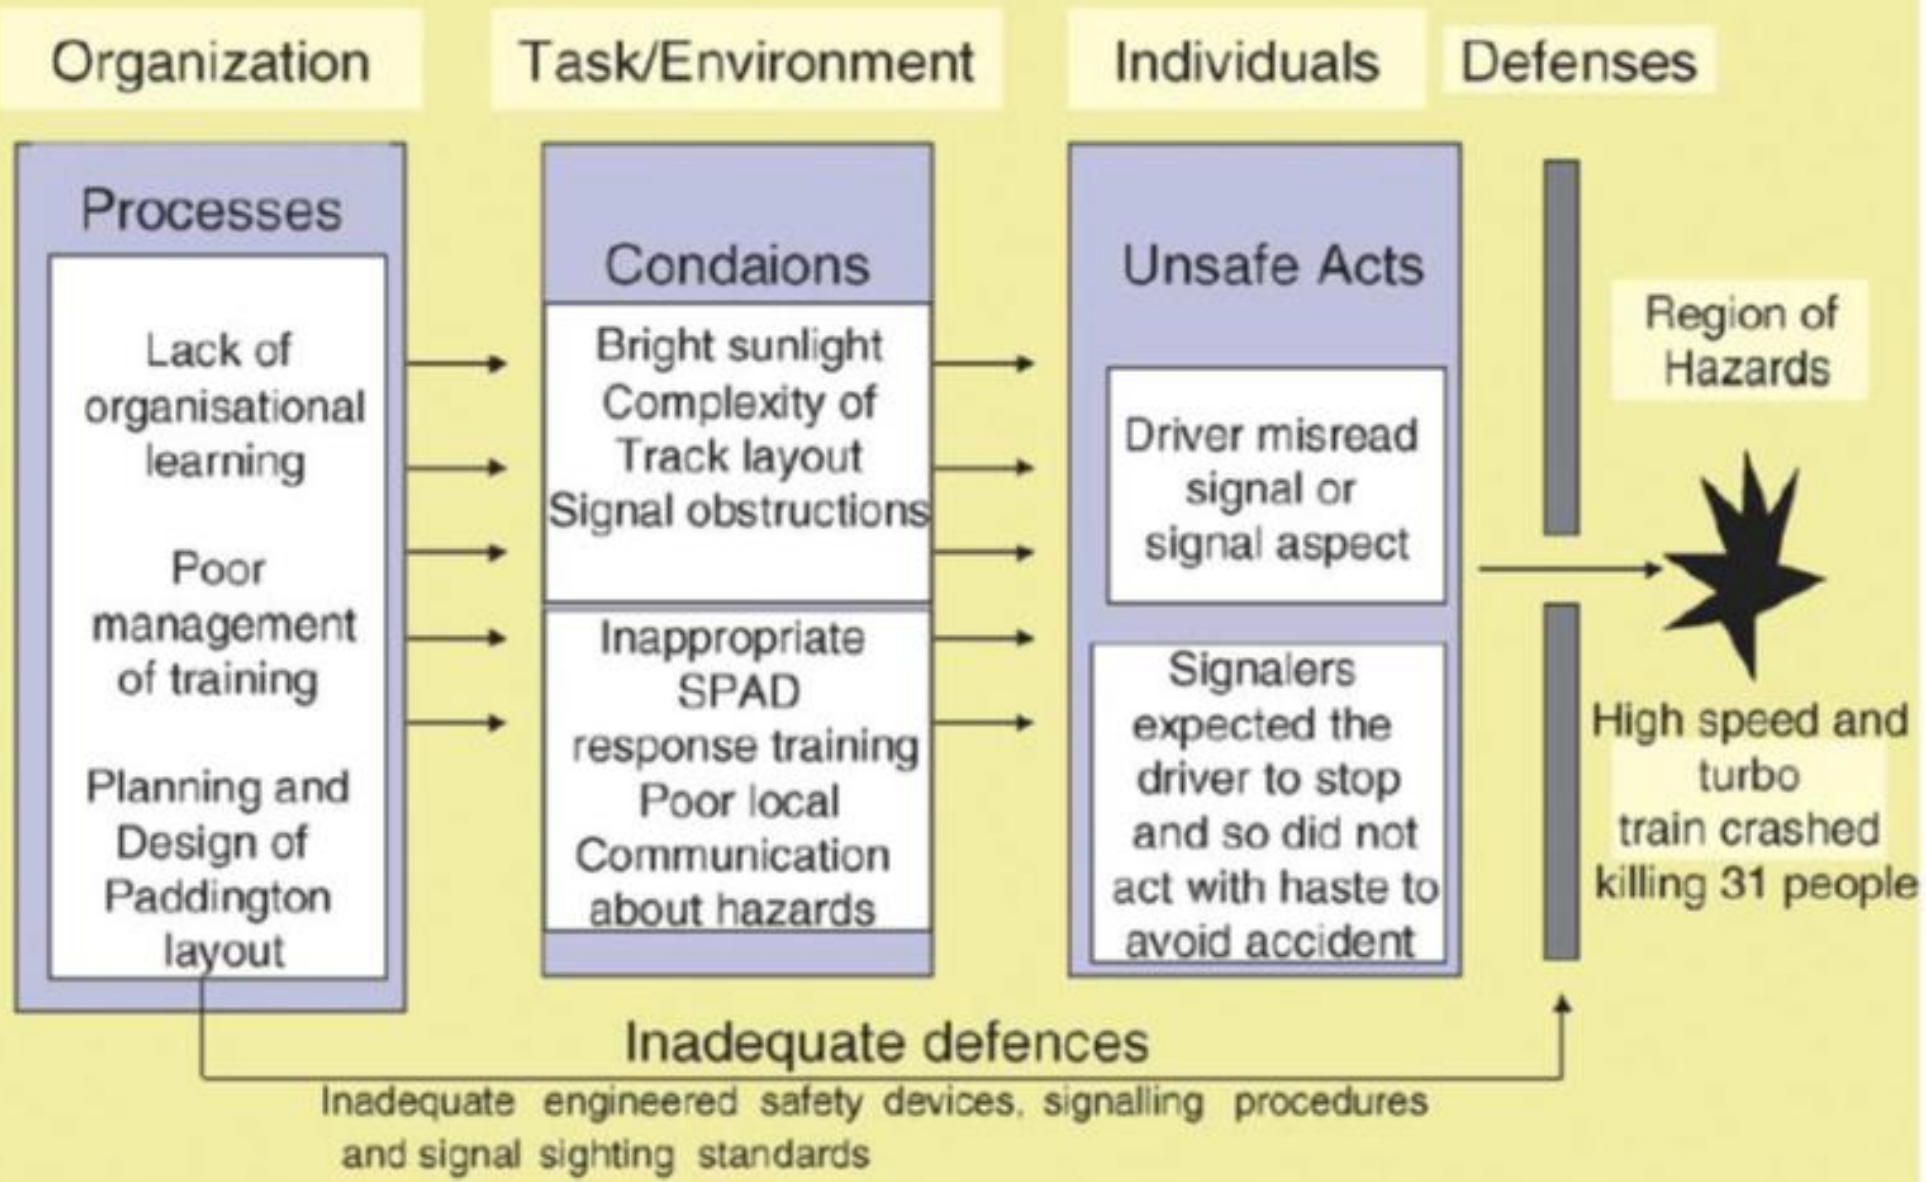 Organization
Task/Environment
Individuals
Defenses
Processes
Lack of
organisational
learning
Poor
management
of training
Planning and
Design of
Paddington
layout
Condaions
Bright sunlight
Complexity of
Track layout
Signal obstructions
Inappropriate
SPAD
response training
Poor local
Communication
about hazards
Unsafe Acts
Driver misread
signal or
signal aspect
Signalers
expected the
driver to stop
and so did not
act with haste to
avoid accident
Region of
Hazards
High speed and
turbo
train crashed
killing 31 people
Inadequate defences
Inadequate engineered safety devices, signalling procedures
and signal sighting standards